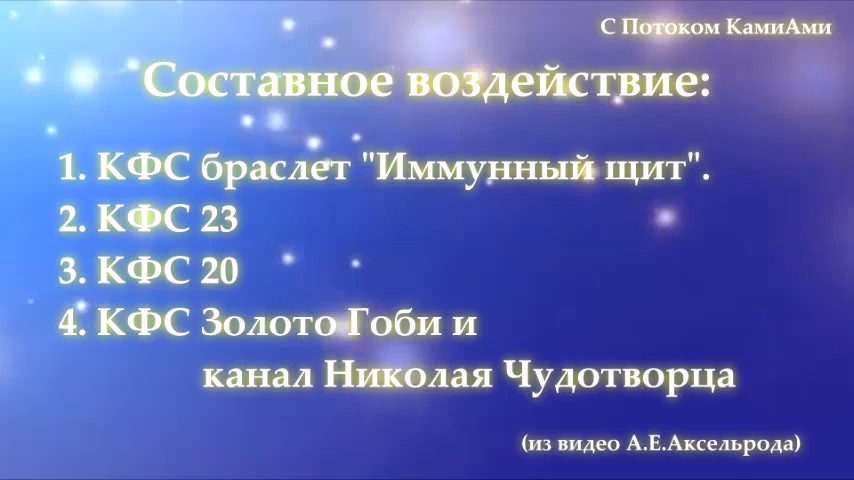 С Потоком КамиАми
Составное воздействие:
1. КФС браслет "Иммунный щит".
2. КФС 23
3. КФС 20
4. КФС Золото Гоби и
канал Николая Чудотворца
(из видео А.Е.Аксельрода)